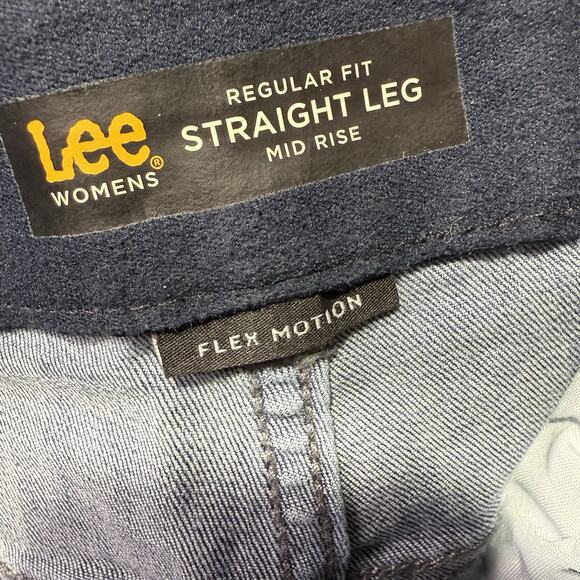 Lee®
WOMENS
REGULAR FIT
STRAIGHT LEG
MID RISE
FLEX MOTION